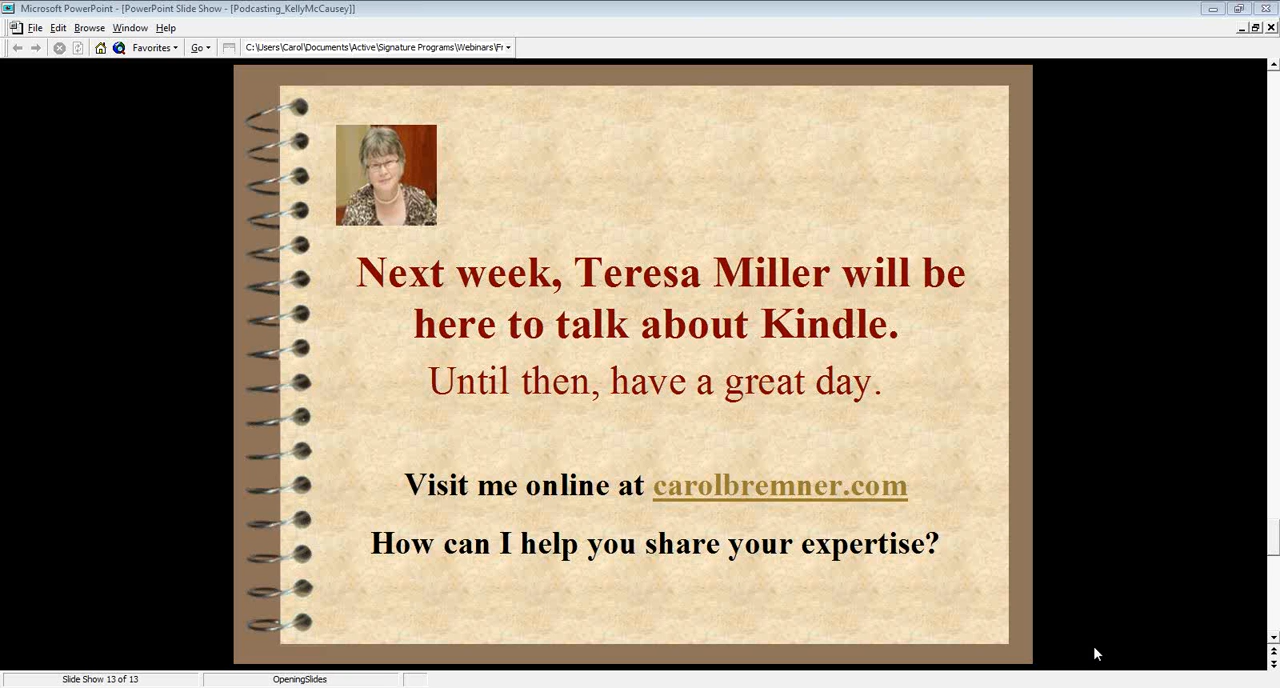 Microsoft PowerPoint - [PowerPoint Slide Show - [Podcasting_KellyMcCausey]]
File Edit Browse Window Help
Favorites Go C:\Users\Carol\Documents\Active\Signature Programs\Webinars\Fr
Next week, Teresa Miller will be
here to talk about Kindle.
Until then, have a great day.
Visit me online at carolbremner.com
How can I help you share your expertise?
Slide Show 13 of 13 OpeningSlides